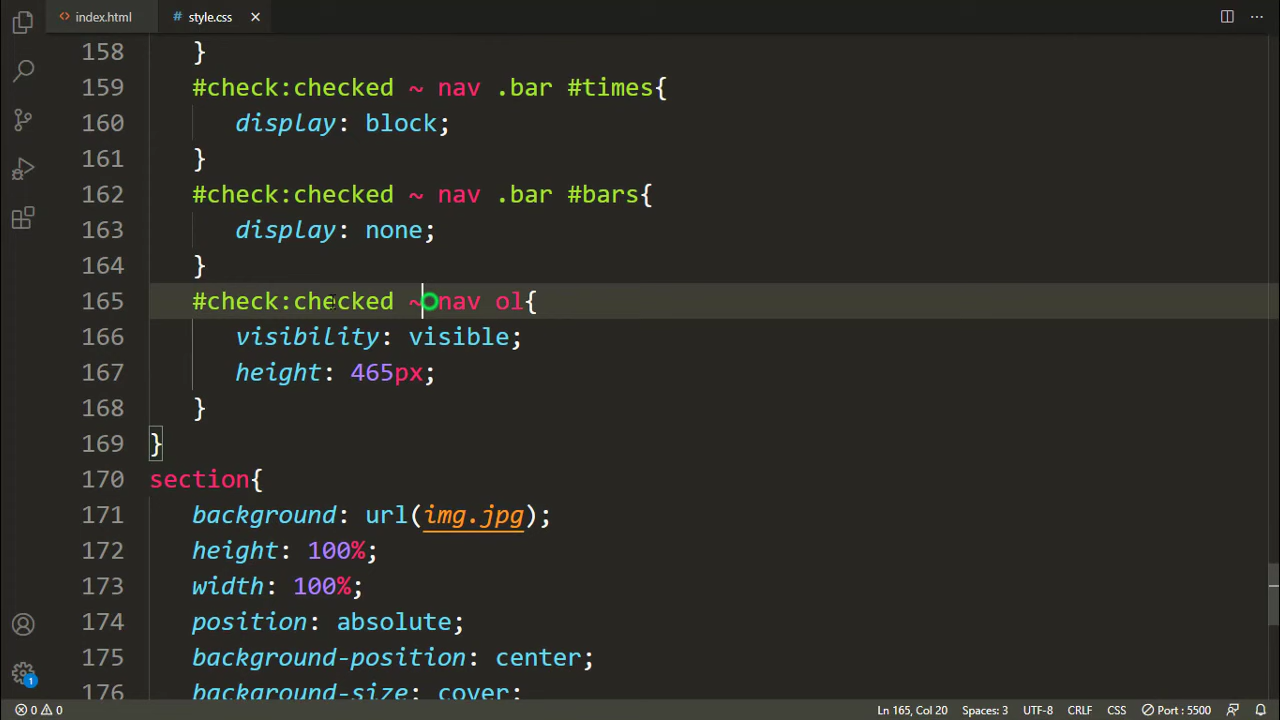 index.html
# style.css
158 }
159 #check:checked ~ nav .bar #times{
160 display: block;
161 }
162 #check:checked ~ nav .bar #bars{
163 display: none;
164 }
165 #check:checked ~ nav ol{
166 visibility: visible;
167 height: 465px;
168 }
169 }
170 section{
171 background: url(img.jpg);
172 height: 100%;
173 width: 100%;
174 position: absolute;
175 background-position: center;
176 background-size: cover;
1
0 0 Ln 165, Col 20 Spaces: 3 UTF-8 CRLF CSS Port : 5500